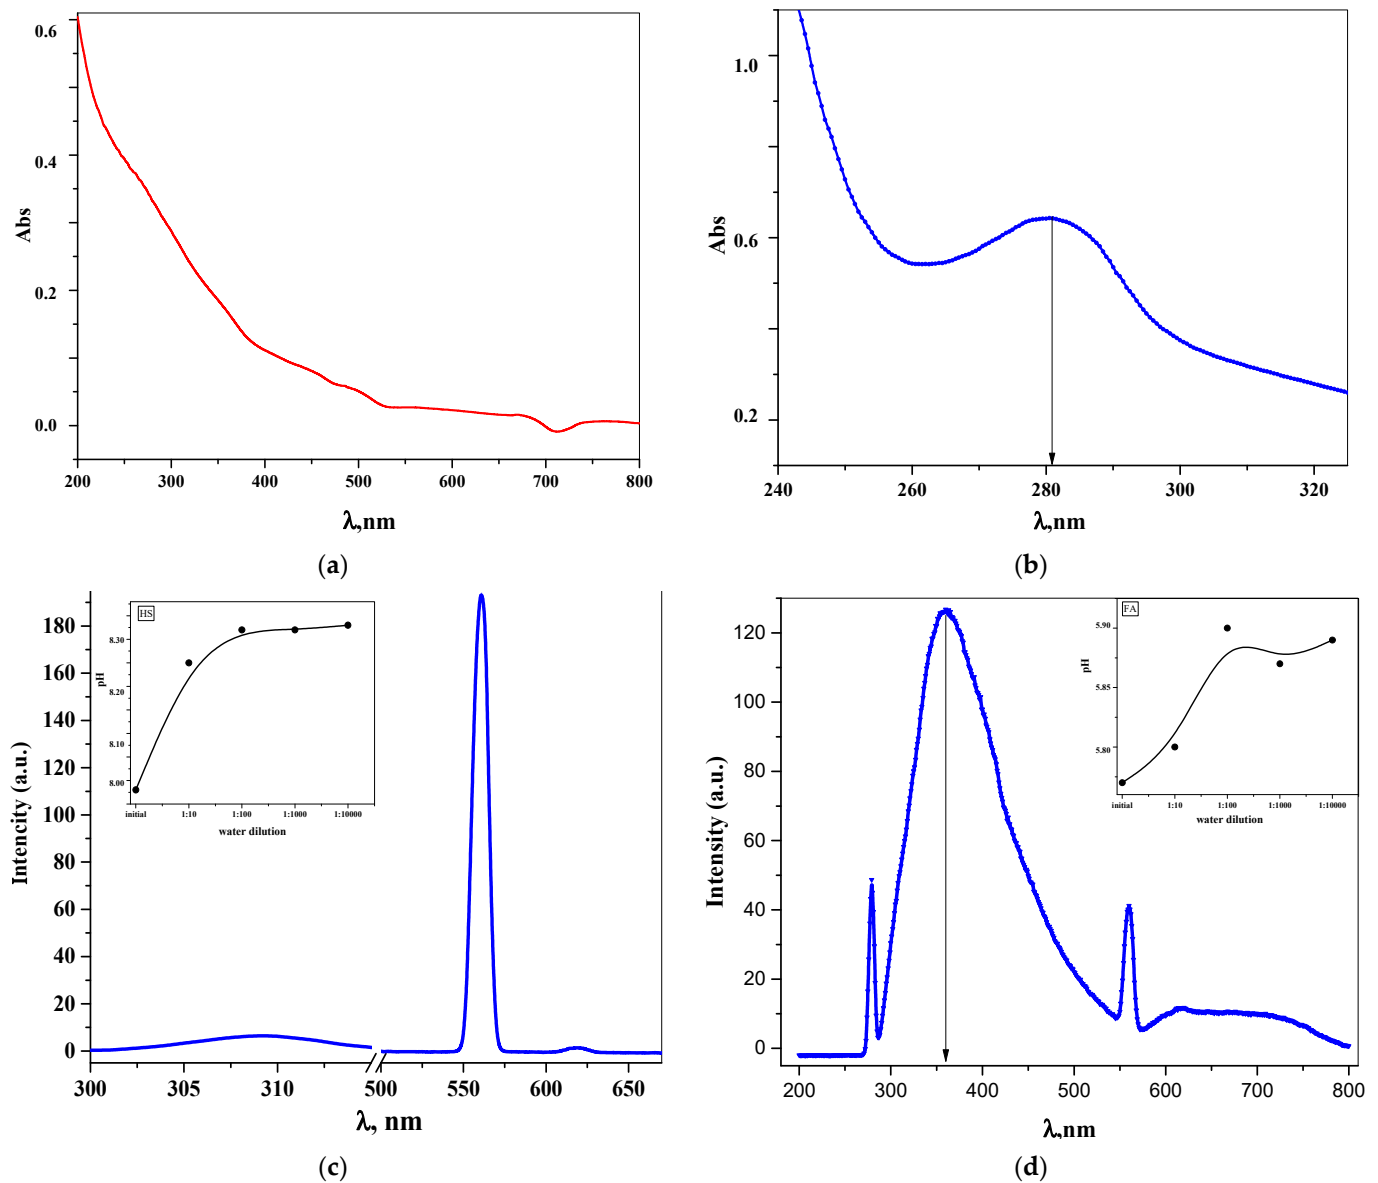 0.6
0.4
0.2
0.0
Abs
200 300 400 500 600 700 800
λ,nm
(a)
1.0
0.6
0.2
Abs
240 260 280 300 320
λ,nm
(b)
180
160
140
120
100
80
60
40
20
0
Intencity (a.u.)
300 305 310 500 550 600 650
λ, nm
HS
8.30
8.20
8.10
8.00
pH
initial 1:10 1:100 1:1000 1:10000
water dilution
(c)
120
100
80
60
40
20
0
Intensity (a.u.)
200 300 400 500 600 700 800
λ,nm
FA
5.90
5.85
5.80
pH
initial 1:10 1:100 1:1000 1:10000
water dilution
(d)